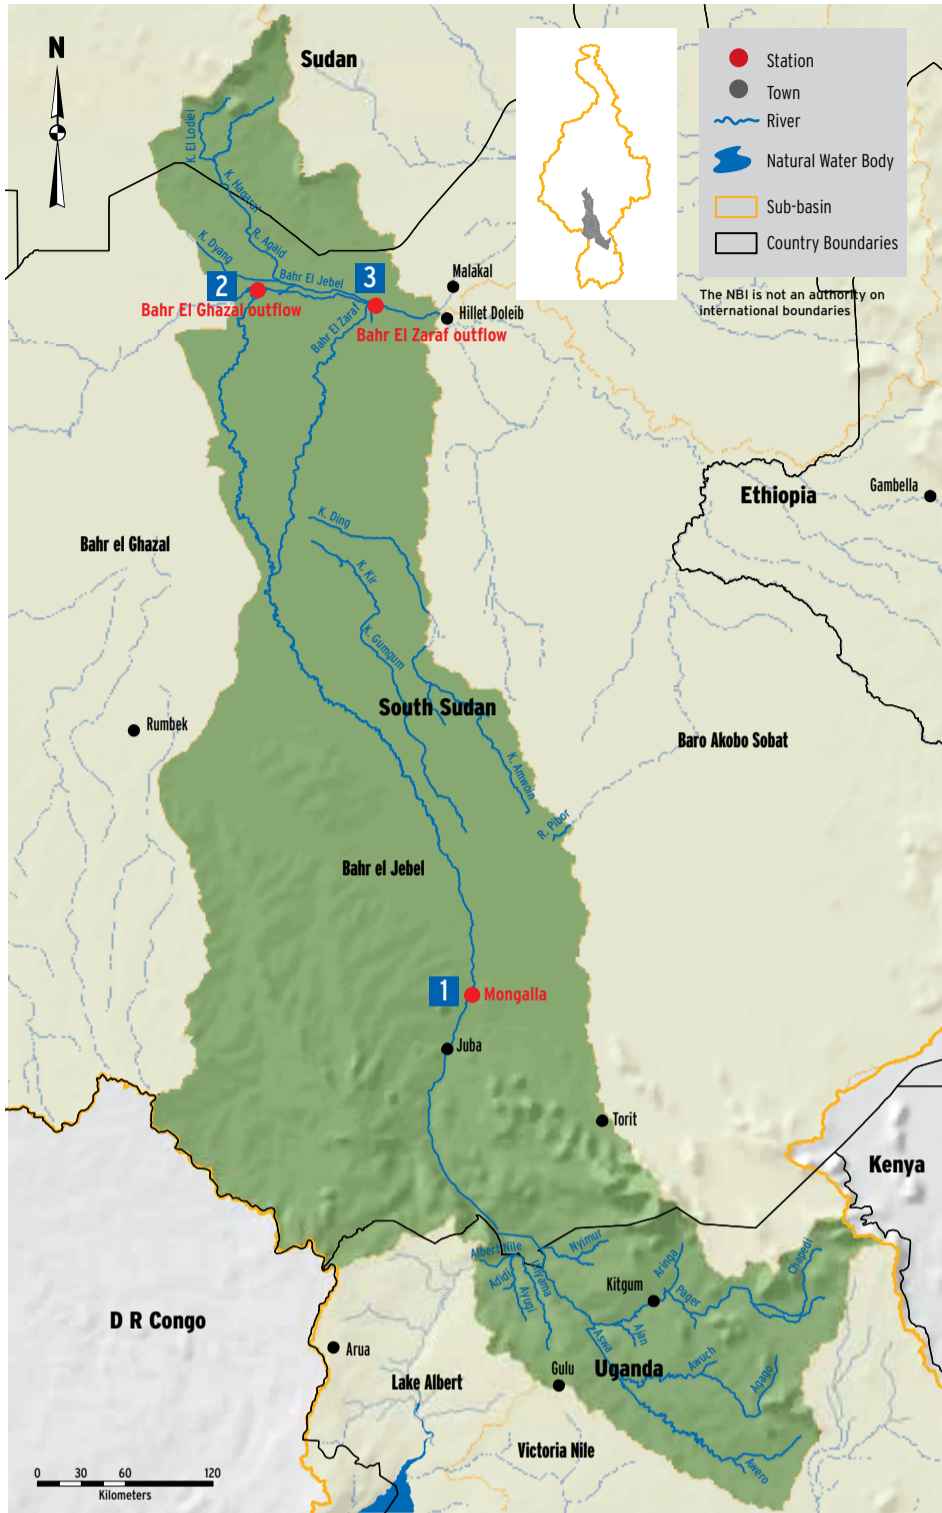 N
Sudan
Station
Town
River
Natural Water Body
Sub-basin
Country Boundaries
The NBI is not an authority on
international boundaries
K. El Lodiei
K. Hagaral
R. Agaid
K. Dyang
Bahr El Jebel
2
3
Bahr El Ghazal outflow
Bahr El Zaraf
Bahr El Zaraf outflow
Malakal
Hillet Doleib
Ethiopia
Gambella
K. Ding
Bahr el Ghazal
K. Kir
K. Gumgum
South Sudan
Rumbek
Baro Akobo Sobat
K. Amwoin
R. Pibor
Bahr el Jebel
1
Mongalla
Juba
Torit
Kenya
Albert Nile
Nyimur
Adidi
Ayugi
Unyama
Aringa
Chapedi
Kitgum
Pager
D R Congo
Aswa
Ajan
Arua
Uganda
Awuch
Agago
Gulu
Lake Albert
Victoria Nile
Awero
0 30 60 120
Kilometers